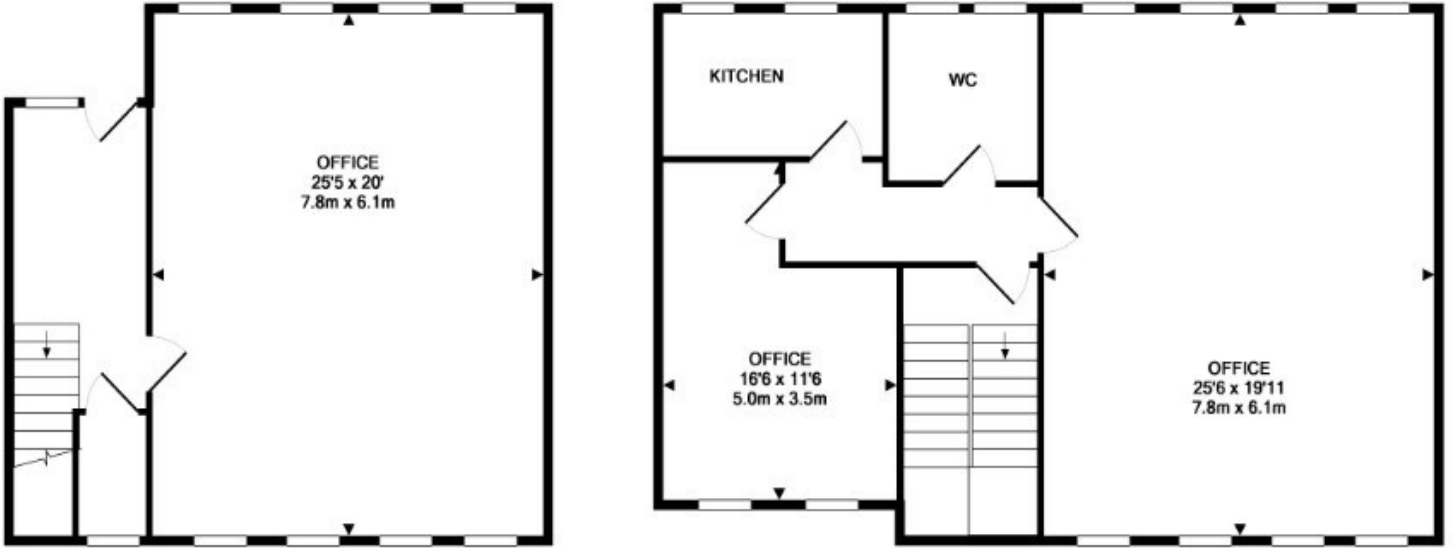 OFFICE
25'5 x 20'
7.8m x 6.1m
KITCHEN
WC
OFFICE
16'6 x 11'6
5.0m x 3.5m
OFFICE
25'6 x 19'11
7.8m x 6.1m